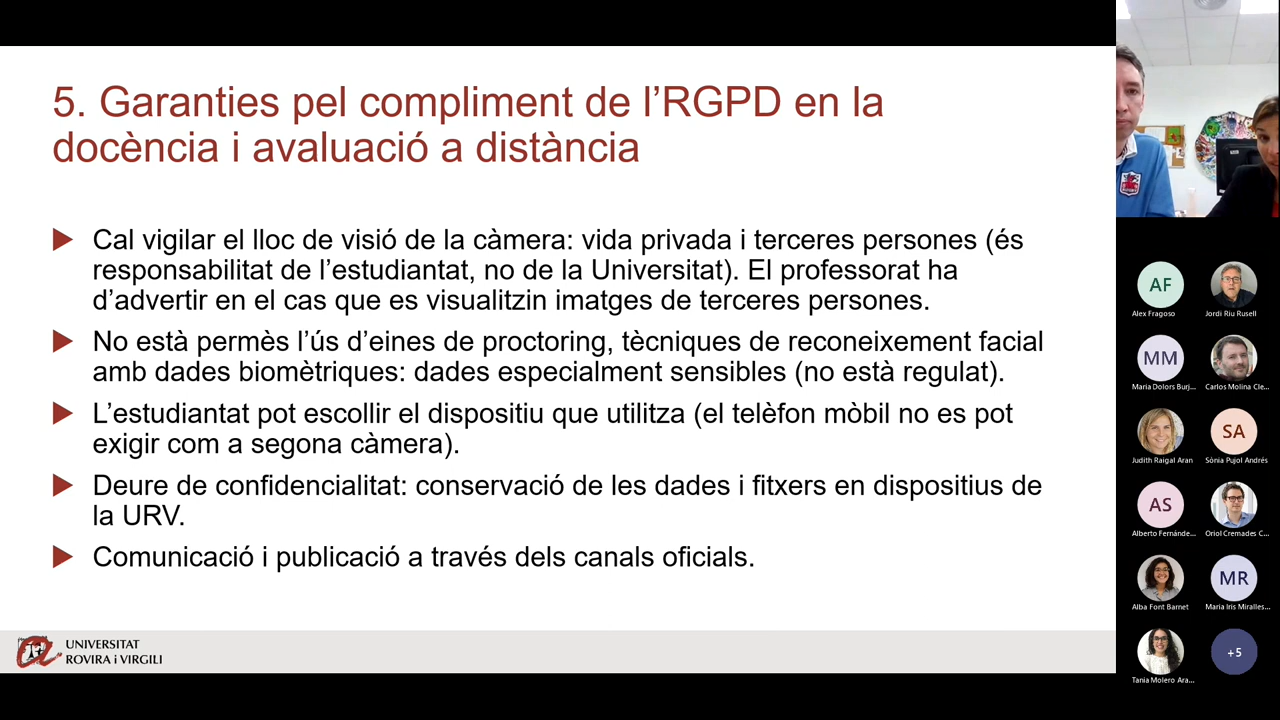 5. Garanties pel compliment de l’RGPD en la
docència i avaluació a distància
Cal vigilar el lloc de visió de la càmera: vida privada i terceres persones (és
responsabilitat de l’estudiantat, no de la Universitat). El professorat ha
d’advertir en el cas que es visualitzin imatges de terceres persones.
No està permès l’ús d’eines de proctoring, tècniques de reconeixement facial
amb dades biomètriques: dades especialment sensibles (no està regulat).
L’estudiantat pot escollir el dispositiu que utilitza (el telèfon mòbil no es pot
exigir com a segona càmera).
Deure de confidencialitat: conservació de les dades i fitxers en dispositius de
la URV.
Comunicació i publicació a través dels canals oficials.
UNIVERSITAT
ROVIRA i VIRGILI
AF
Alex Fragoso
Jordi Riu Rusell
MM
Maria Dolors Burj...
Carlos Molina Cle...
Judith Raigal Aran
SA
Sònia Pujol Andrés
AS
Alberto Fernánde...
Oriol Cremades C...
Alba Font Barnet
MR
Maria Iris Miralles...
Tania Molero Ara...
+5